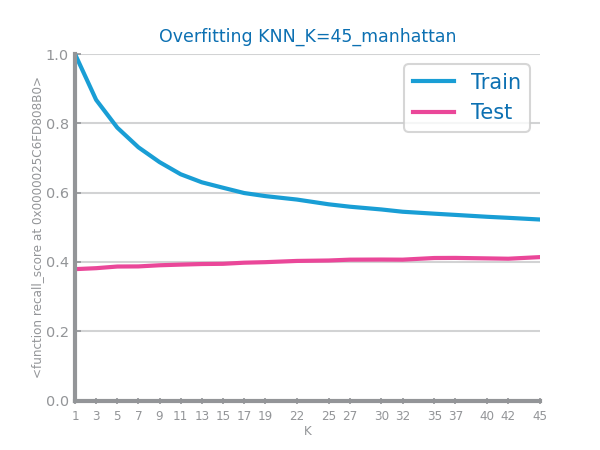 Overfitting KNN_K=45_manhattan
1.0
0.8
0.6
0.4
0.2
0.0
<function recall_score at 0x0000025C6FD808B0>
Train
Test
1 3 5 7 9 11 13 15 17 19 22 25 27 30 32 35 37 40 42 45
K